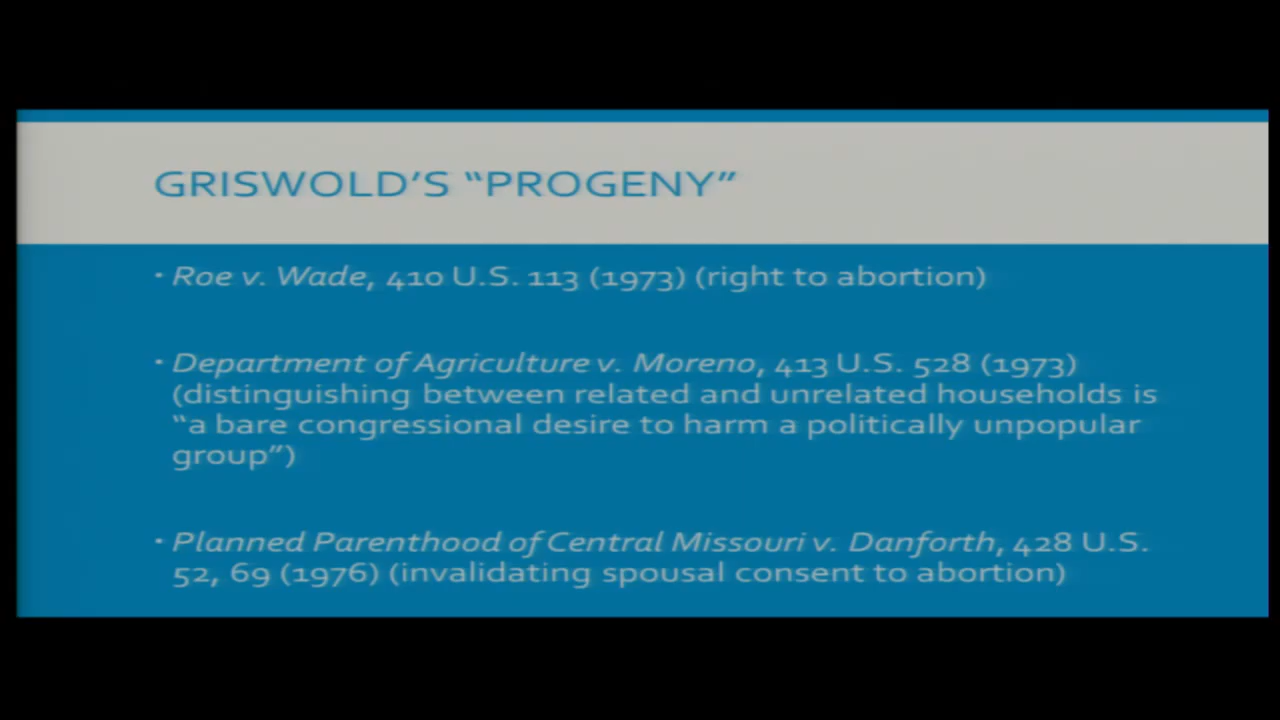 GRISWOLD’S “PROGENY”
• Roe v. Wade, 410 U.S. 113 (1973) (right to abortion)
• Department of Agriculture v. Moreno, 413 U.S. 528 (1973)
(distinguishing between related and unrelated households is
“a bare congressional desire to harm a politically unpopular
group”)
• Planned Parenthood of Central Missouri v. Danforth, 428 U.S.
52, 69 (1976) (invalidating spousal consent to abortion)